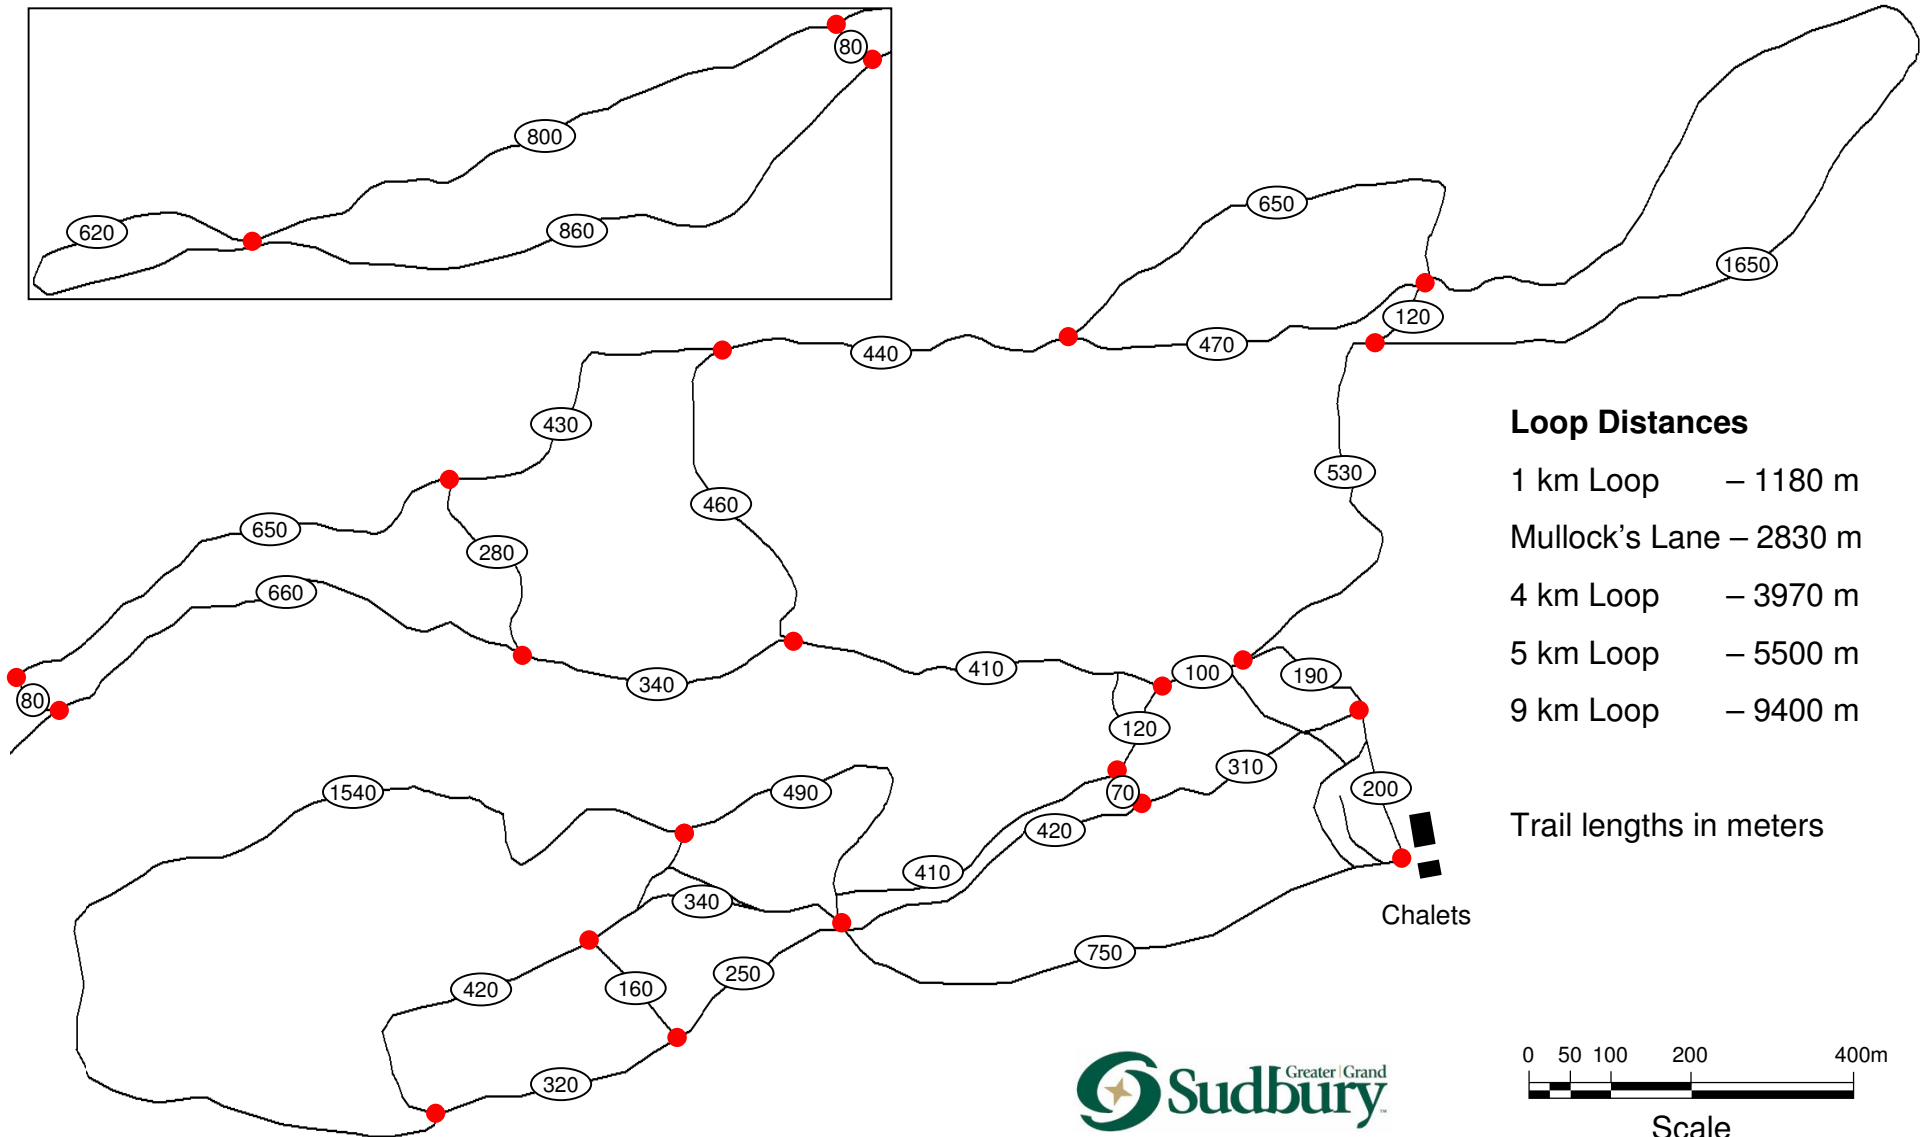 80
800
620
860
650
1650
120
440
470
430
530
460
650
280
660
340
410
100
190
80
120
310
70
200
1540
490
420
410
340
750
420
160
250
320
Loop Distances
1 km Loop – 1180 m
Mullock's Lane – 2830 m
4 km Loop – 3970 m
5 km Loop – 5500 m
9 km Loop – 9400 m
Trail lengths in meters
Chalets
Greater Grand
Sudbury
0 50 100 200 400m
Scale